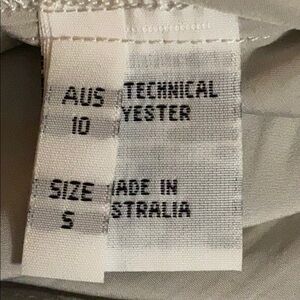 AUS
10
SIZE
S
TECHNICAL
YESTER
ADE IN
STRALIA